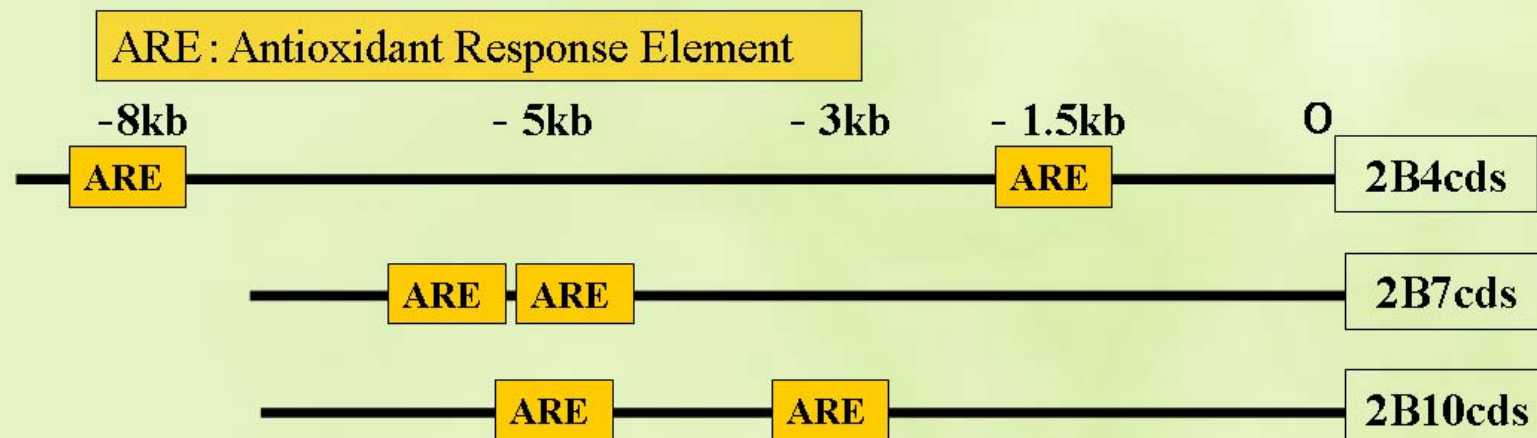 ARE: Antioxidant Response Element
-8kb - 5kb - 3kb - 1.5kb 0
ARE ARE 2B4cds
ARE ARE 2B7cds
ARE ARE 2B10cds